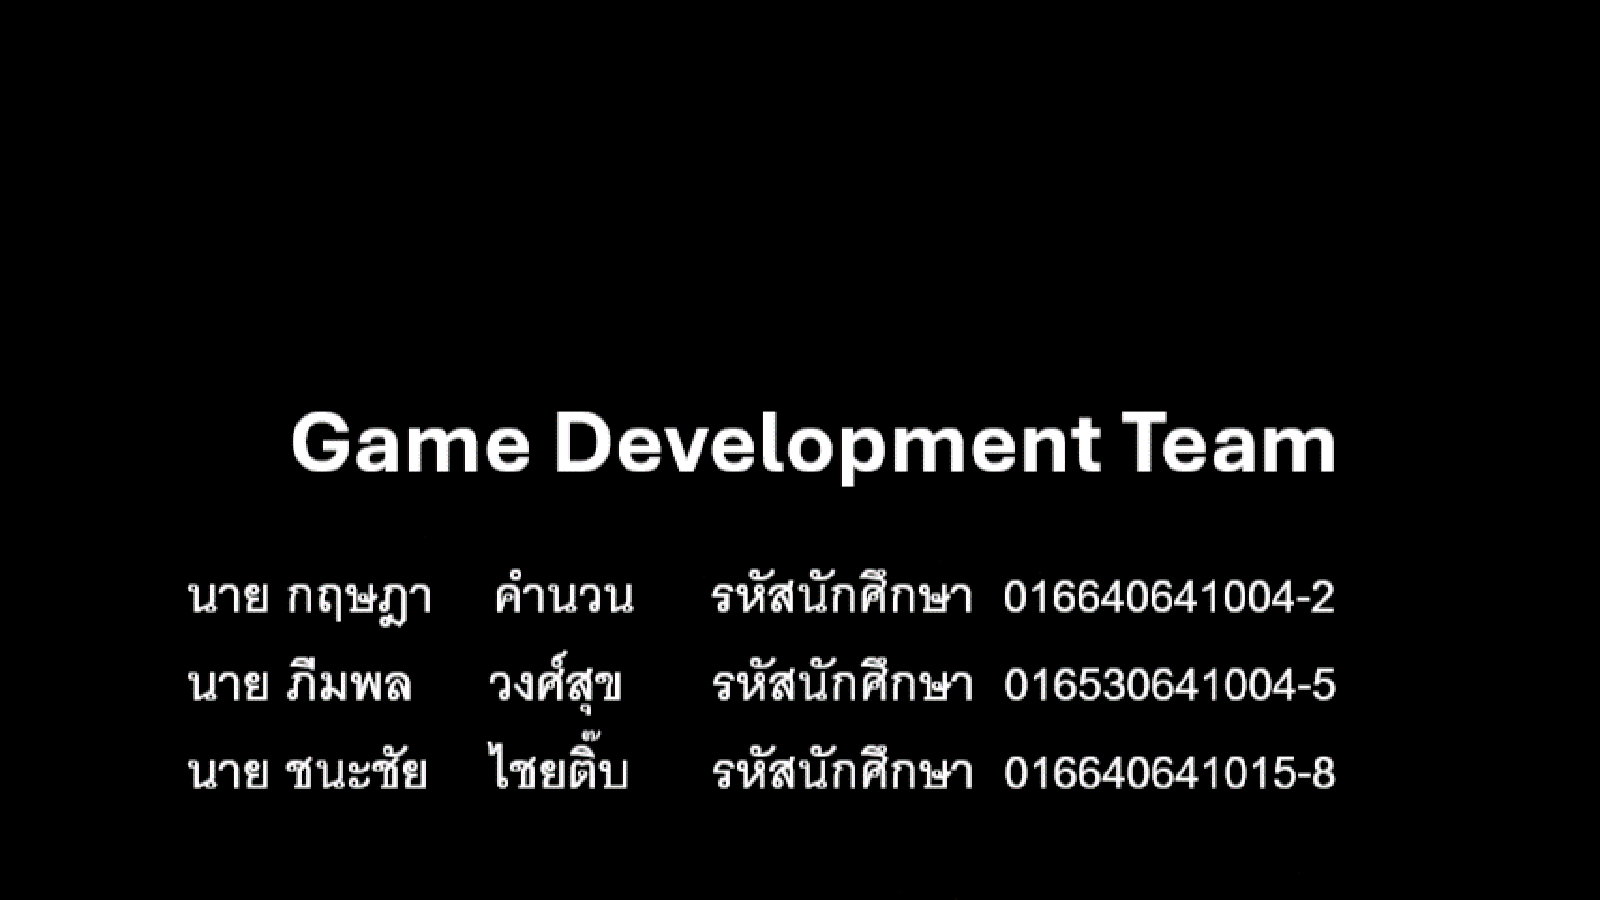 Game Development Team
นาย กฤษฎา คำนวน รหัสนักศึกษา 016640641004-2
นาย ภีมพล วงศ์สุข รหัสนักศึกษา 016530641004-5
นาย ชนะชัย ไชยติ๊บ รหัสนักศึกษา 016640641015-8